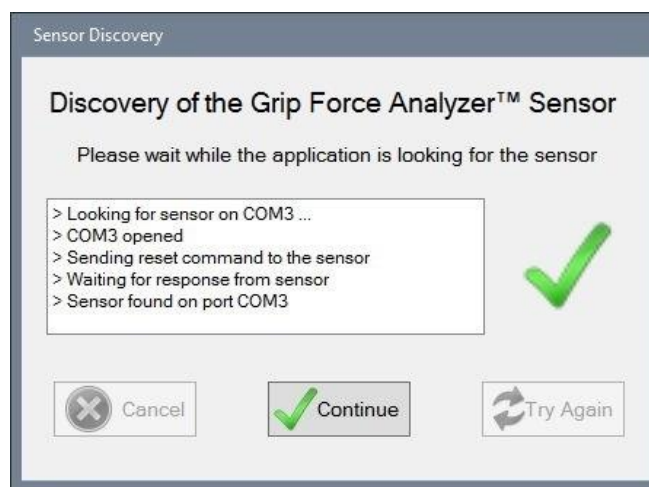 Sensor Discovery
Discovery of the Grip Force Analyzer™ Sensor
Please wait while the application is looking for the sensor
> Looking for sensor on COM3 ...
> COM3 opened
> Sending reset command to the sensor
> Waiting for response from sensor
> Sensor found on port COM3
Cancel
Continue
Try Again